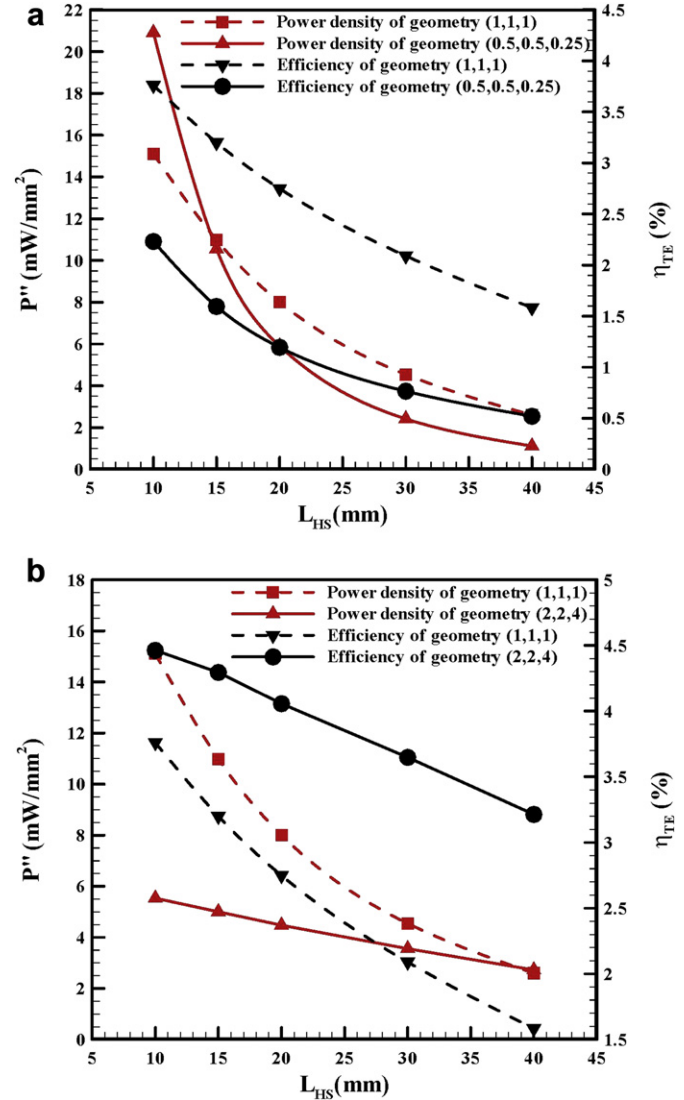 a
Power density of geometry (1,1,1)
Power density of geometry (0.5,0.5,0.25)
Efficiency of geometry (1,1,1)
Efficiency of geometry (0.5,0.5,0.25)
22
20
18
16
14
12
10
8
6
4
2
0
P" (mW/mm²)
4.5
4
3.5
3
2.5
2
1.5
1
0.5
0
η_TE (%)
5 10 15 20 25 30 35 40 45
L_HS (mm)
b
Power density of geometry (1,1,1)
Power density of geometry (2,2,4)
Efficiency of geometry (1,1,1)
Efficiency of geometry (2,2,4)
18
16
14
12
10
8
6
4
2
0
P" (mW/mm²)
5
4.5
4
3.5
3
2.5
2
1.5
η_TE (%)
5 10 15 20 25 30 35 40 45
L_HS (mm)